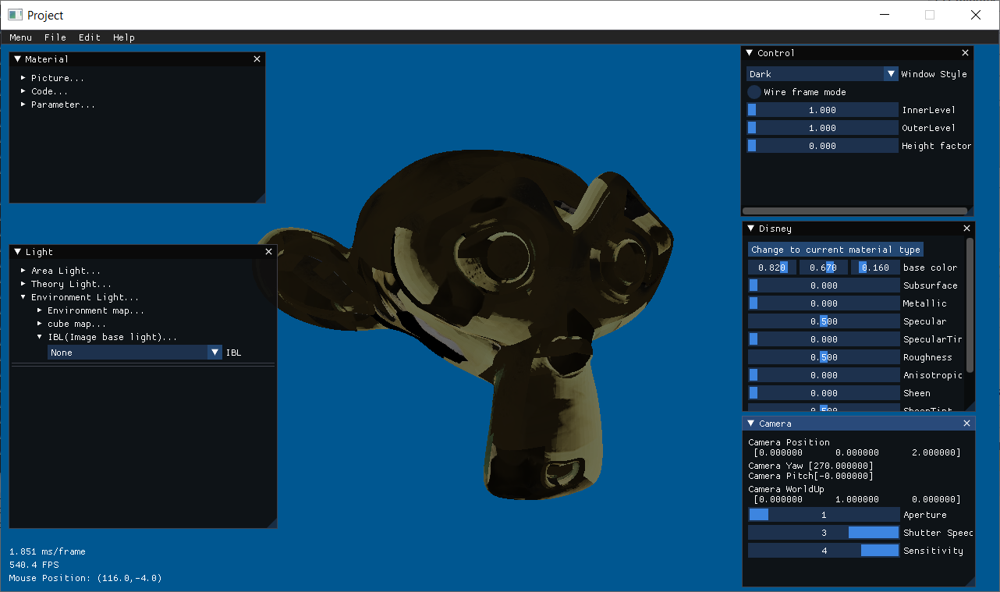 Project
Menu File Edit Help
Material
Picture...
Code...
Parameter...
Light
Area Light...
Theory Light...
Environment Light...
Environment map...
cube map...
IBL(Image base light)...
None IBL
1.851 ms/frame
540.4 FPS
Mouse Position: (116.0,-4.0)
Control
Dark Window Style
Wire frame mode
1.000 InnerLevel
1.000 OuterLevel
0.000 Height factor
Disney
Change to current material type
0.820 0.670 0.160 base color
0.000 Subsurface
0.000 Metallic
0.500 Specular
0.000 SpecularTin
0.500 Roughness
0.000 Anisotropic
0.000 Sheen
0.500 SheenTint
Camera
Camera Position
[0.000000 0.000000 2.000000]
Camera Yaw [270.000000]
Camera Pitch[-0.000000]
Camera WorldUp
[0.000000 1.000000 0.000000]
1 Aperture
3 Shutter Speed
4 Sensitivity